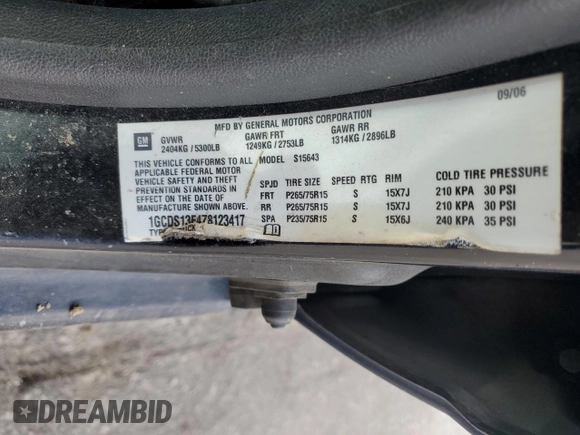 09/06
MFD BY GENERAL MOTORS CORPORATION
GM GVWR GAWR FRT GAWR RR
2404KG / 5300LB 1249KG / 2753LB 1314KG / 2896LB
THIS VEHICLE CONFORMS TO ALL MODEL S15643
APPLICABLE FEDERAL MOTOR
VEHICLE SAFETY AND THEFT
PREVENTION STANDARDS IN
EFFECT ON THE DATE OF
MANUFACTURE SHOWN ABOVE.
COLD TIRE PRESSURE
SPJD TIRE SIZE SPEED RTG RIM
FRT P265/75R15 S 15X7J 210 KPA 30 PSI
RR P265/75R15 S 15X7J 210 KPA 30 PSI
SPA P235/75R15 S 15X6J 240 KPA 35 PSI
1GCDS13E478123417
DREAMBID